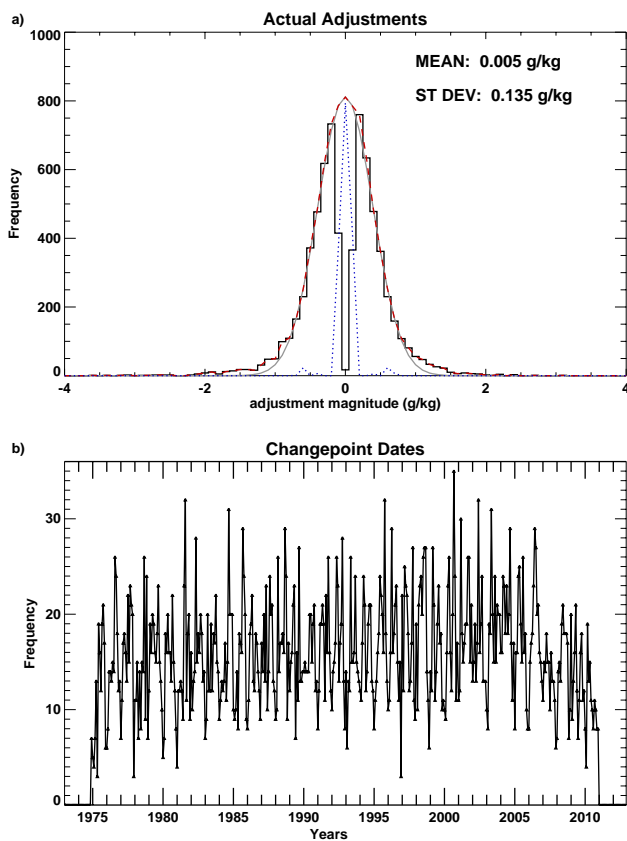 a)
Actual Adjustments
1000
800
600
400
200
0
Frequency
MEAN: 0.005 g/kg
ST DEV: 0.135 g/kg
-4 -2 0 2 4
adjustment magnitude (g/kg)
b)
Changepoint Dates
30
20
10
0
Frequency
1975 1980 1985 1990 1995 2000 2005 2010
Years